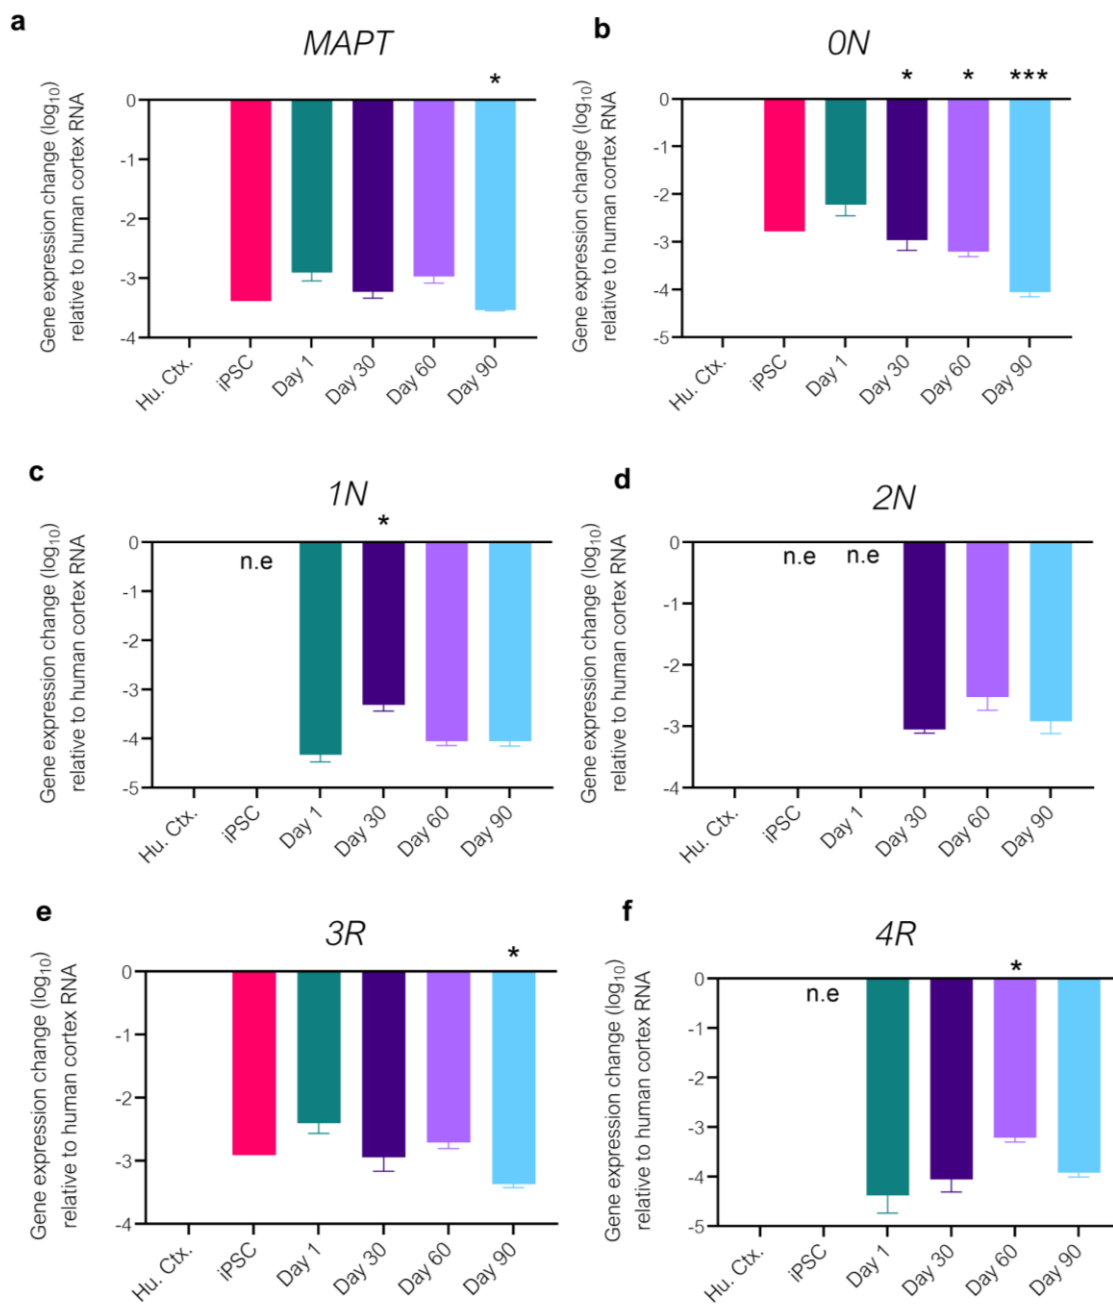 a
MAPT
*
Gene expression change (log10)
relative to human cortex RNA
0
-1
-2
-3
-4
Hu. Ctx.
iPSC
Day 1
Day 30
Day 60
Day 90
b
0N
* * ***
Gene expression change (log10)
relative to human cortex RNA
0
-1
-2
-3
-4
-5
Hu. Ctx.
iPSC
Day 1
Day 30
Day 60
Day 90
c
1N
*
n.e
Gene expression change (log10)
relative to human cortex RNA
0
-1
-2
-3
-4
-5
Hu. Ctx.
iPSC
Day 1
Day 30
Day 60
Day 90
d
2N
n.e n.e
Gene expression change (log10)
relative to human cortex RNA
0
-1
-2
-3
-4
Hu. Ctx.
iPSC
Day 1
Day 30
Day 60
Day 90
e
3R
*
Gene expression change (log10)
relative to human cortex RNA
0
-1
-2
-3
-4
Hu. Ctx.
iPSC
Day 1
Day 30
Day 60
Day 90
f
4R
*
n.e
Gene expression change (log10)
relative to human cortex RNA
0
-1
-2
-3
-4
-5
Hu. Ctx.
iPSC
Day 1
Day 30
Day 60
Day 90